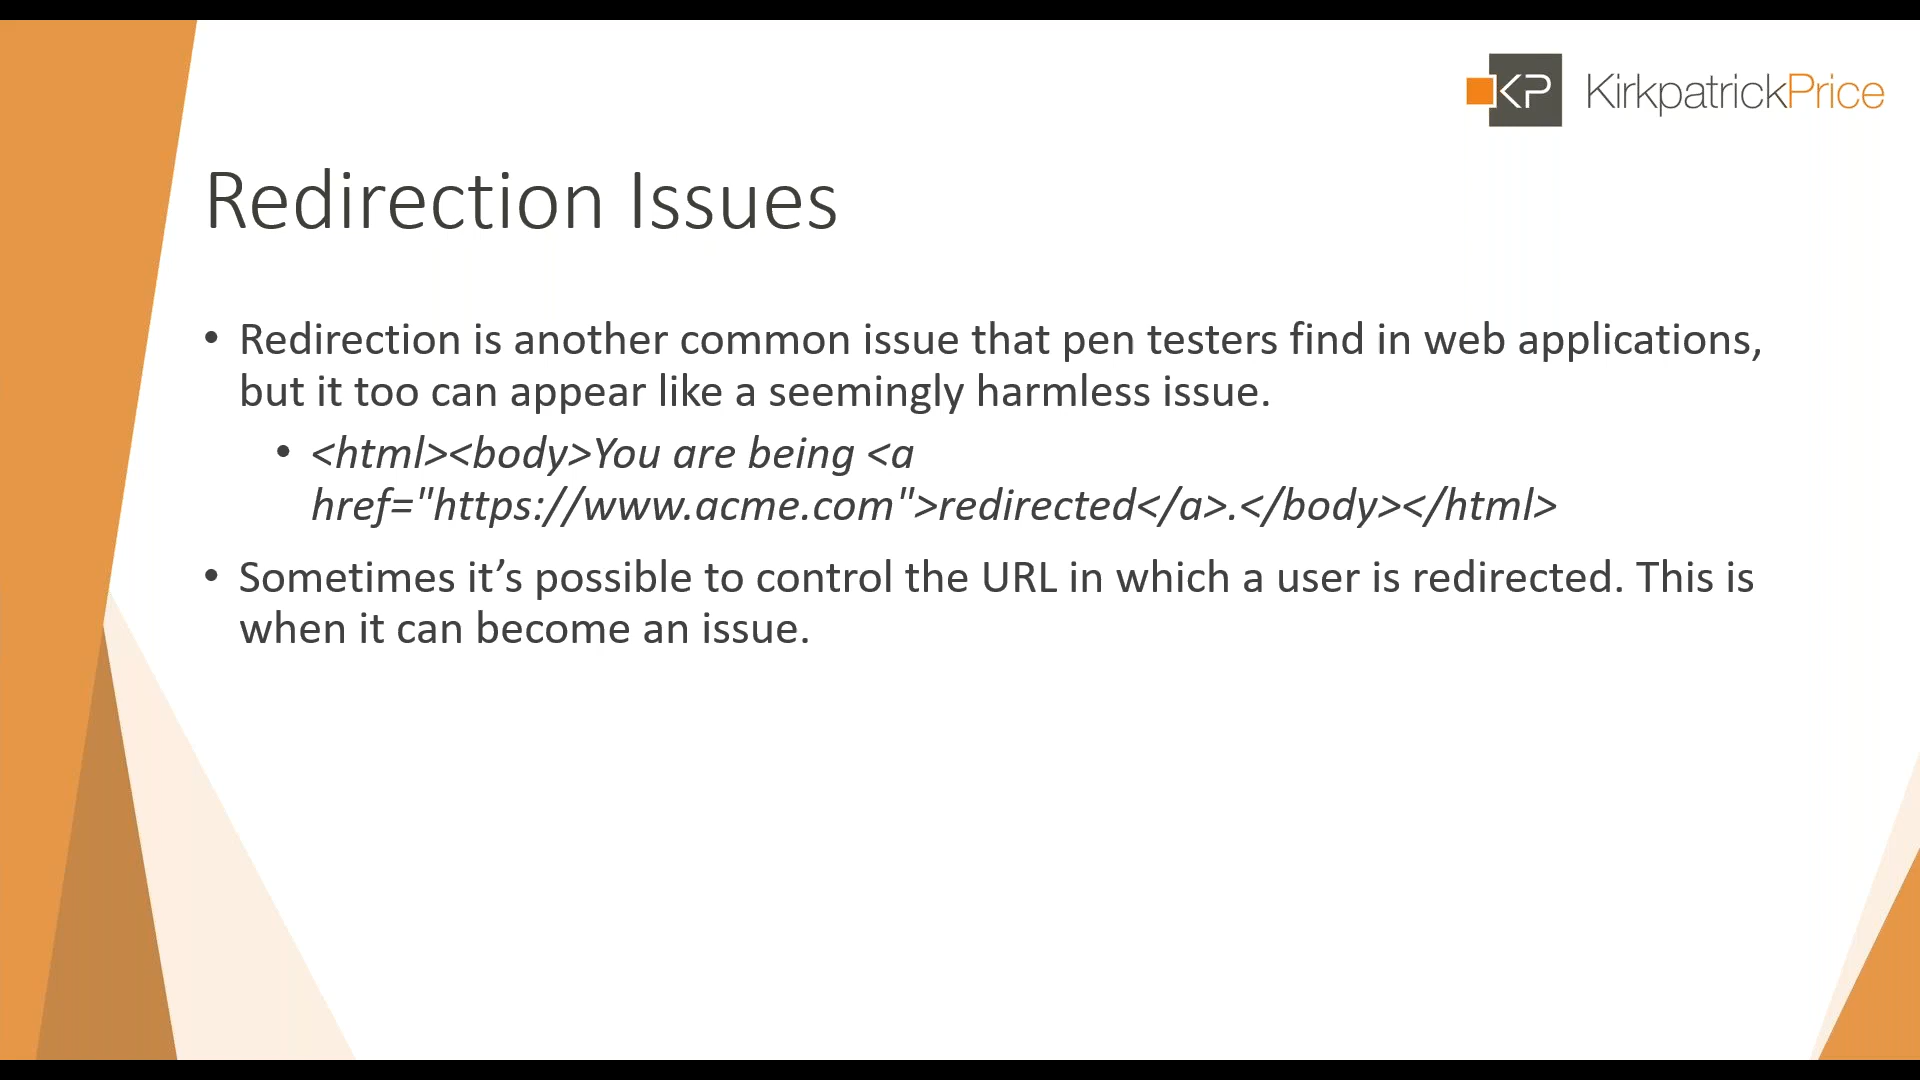 KP KirkpatrickPrice
Redirection Issues
• Redirection is another common issue that pen testers find in web applications,
but it too can appear like a seemingly harmless issue.
• <html><body>You are being <a
href="https://www.acme.com">redirected</a>.</body></html>
• Sometimes it’s possible to control the URL in which a user is redirected. This is
when it can become an issue.